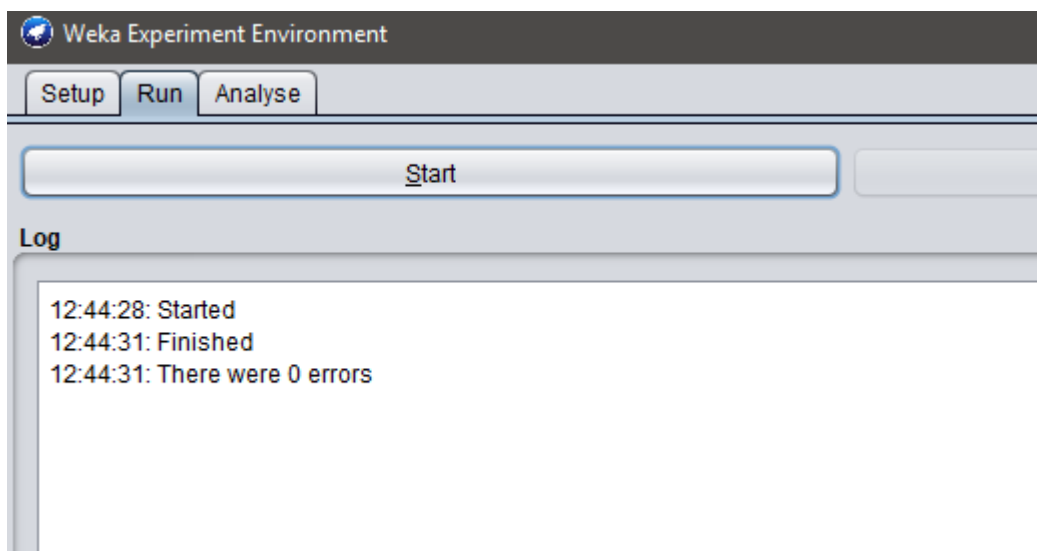 Weka Experiment Environment
Setup Run Analyse
Start
Log
12:44:28: Started
12:44:31: Finished
12:44:31: There were 0 errors